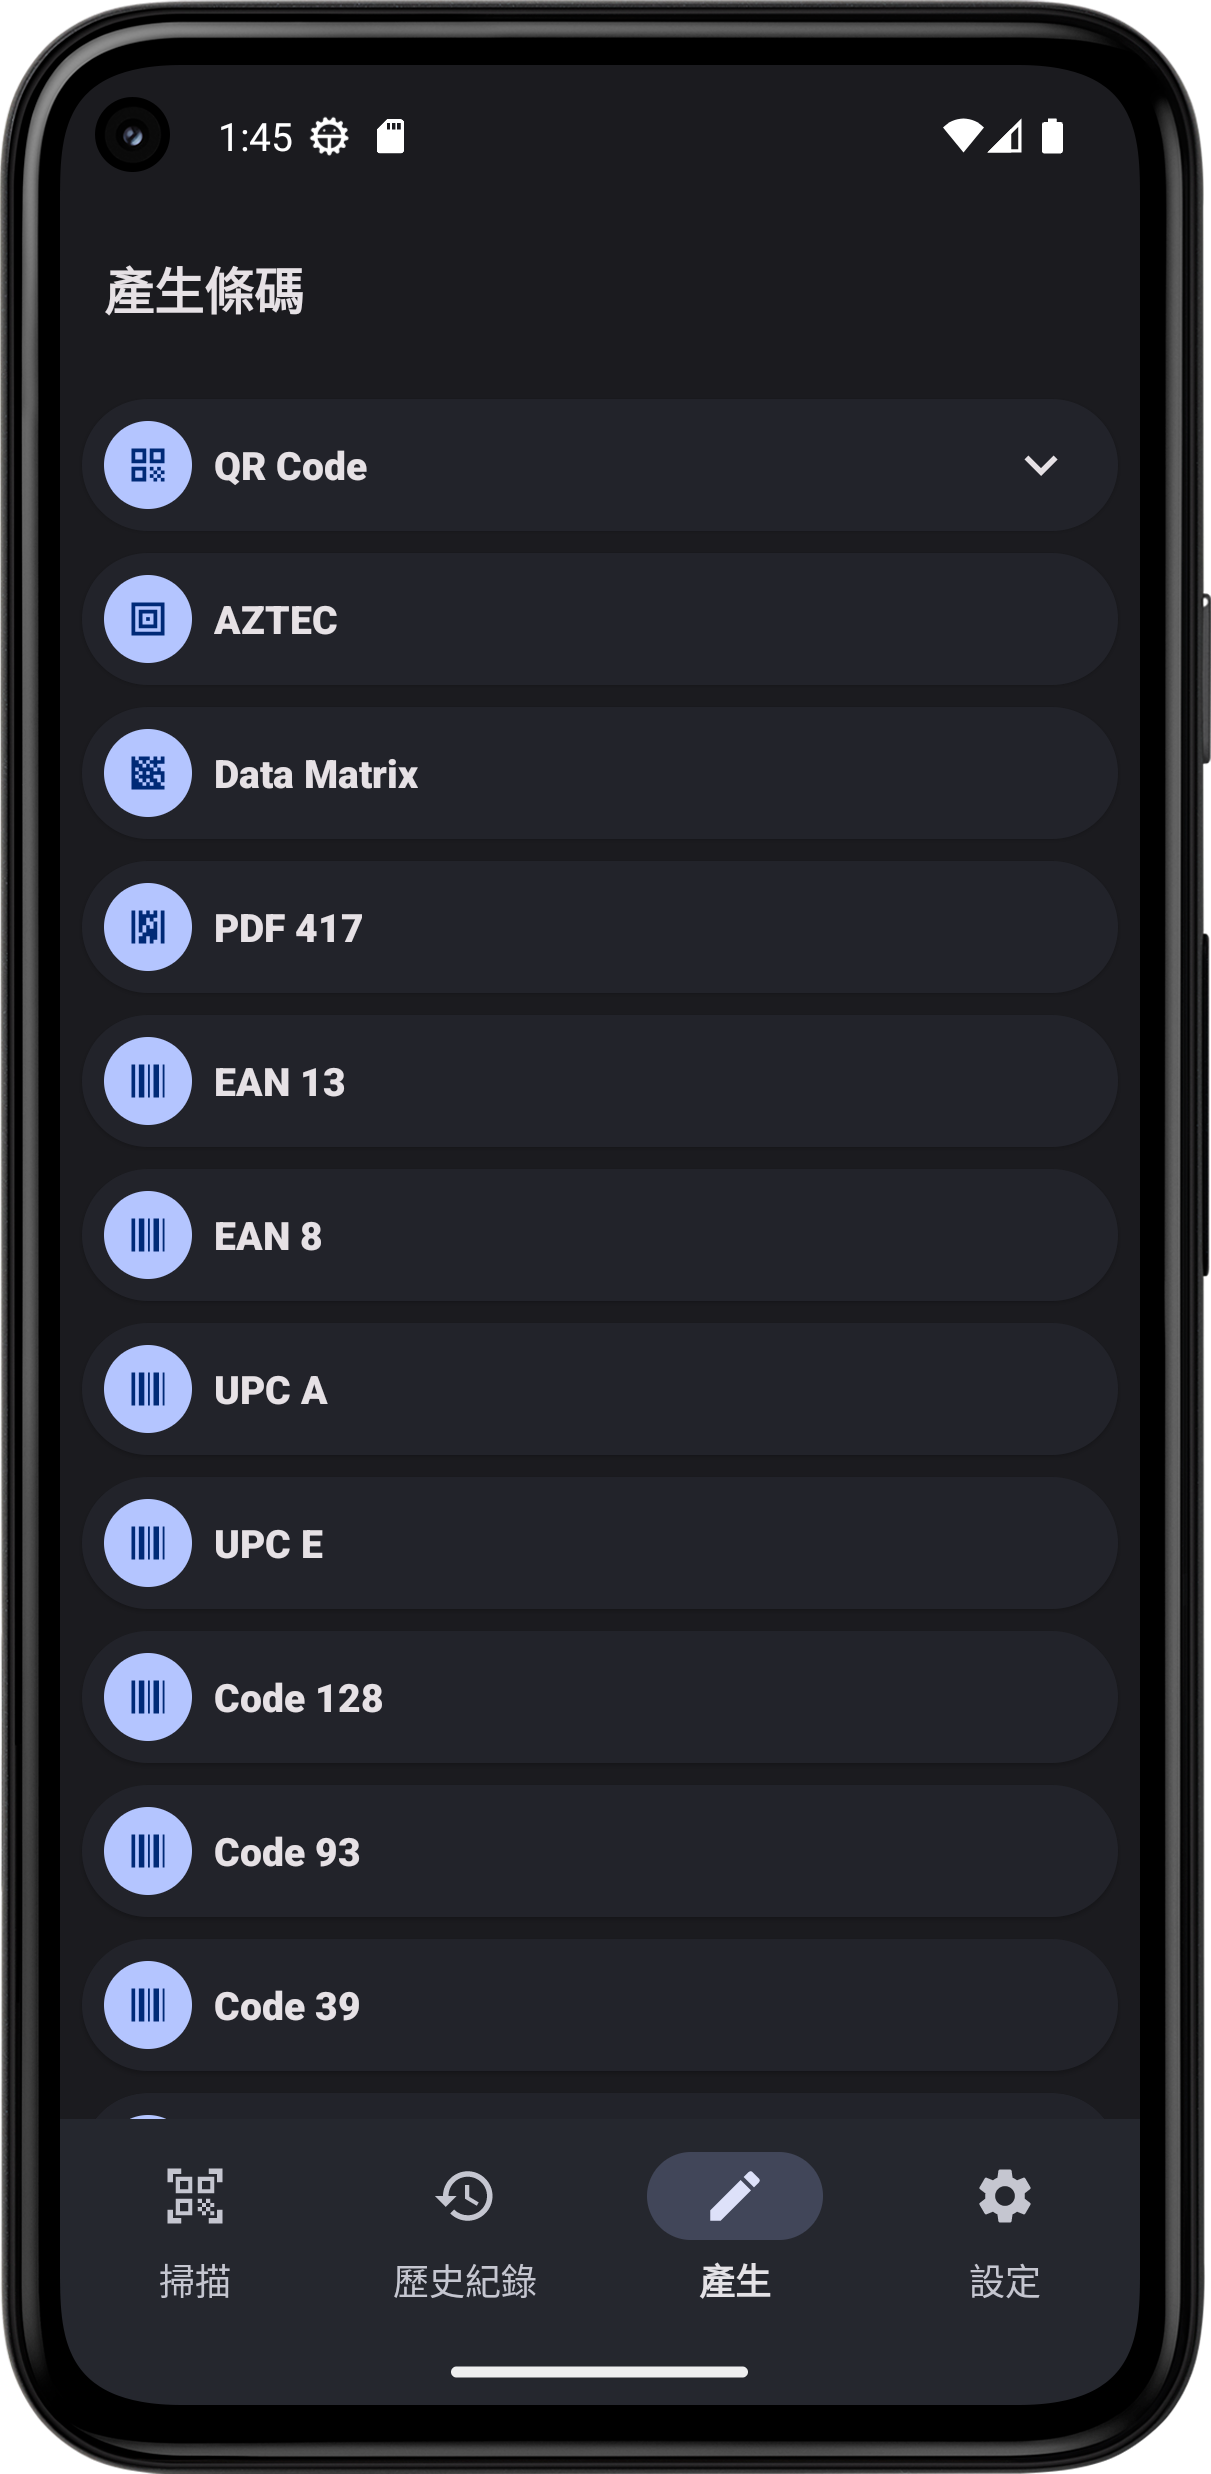 1:45
產生條碼
QR Code
AZTEC
Data Matrix
PDF 417
EAN 13
EAN 8
UPC A
UPC E
Code 128
Code 93
Code 39
掃描
歷史紀錄
產生
設定